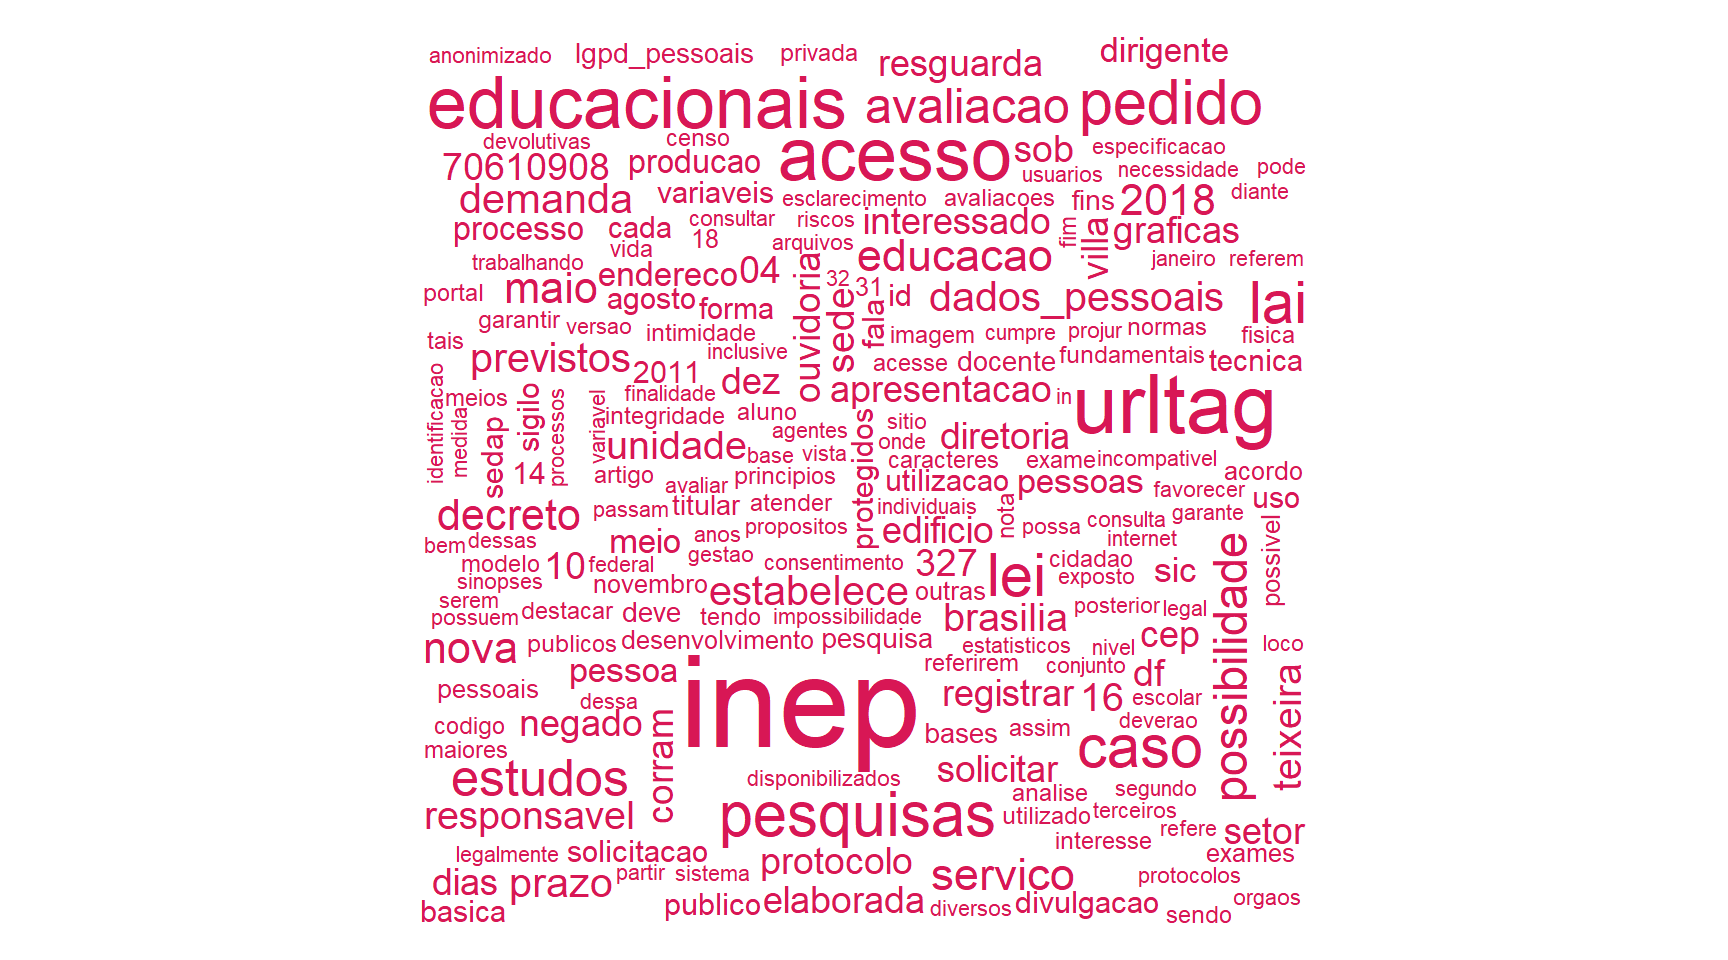 anonimizado lgpd_pessoais privada resguarda dirigente
educacionais avaliacao pedido
devolutivas censo acesso sob especificacao
70610908 producao usuarios necessidade pode
demanda variaveis esclarecimento avaliacoes fins 2018 diante
processo cada consultar riscos interessado fim villa graficas
vida 18 arquivos educacao janeiro referem
trabalhando endereco 04 ouvidoria 32 31
portal maio agosto forma sede fala id dados_pessoais lai
garantir versao intimidade imagem cumpre projur normas fisica
tais previstos inclusive acesse docente fundamentais tecnica
2011 dez apresentacao in urltag
identificacao meios medida sedap sigilo processos variavel finalidade
integridade aluno agentes protegidos sitio
unidade base vista onde diretoria
14 artigo avaliar principios caracteres exame incompativel acordo
utilizacao pessoas favorecer uso
decreto passam titular atender individuais nota possa consulta garante
bem dessas meio anos propositos edificio internet possivel
modelo 10 federal gestao consentimento 327 lei cidadao
sinopses novembro estabelece outras exposto sic possibilidade
serem
possuem destacar deve tendo impossibilidade brasilia posterior legal
nova publicos desenvolvimento pesquisa estatisticos nivel cep loco
pessoa inep referirem conjunto df teixeira
pessoais dessa registrar 16 escolar
codigo negado corram bases assim deverao
maiores caso
estudos disponibilizados solicitar segundo
responsavel pesquisas analise utilizado terceiros
interesse refere setor
legalmente solicitacao protocolo exames
dias prazo partir sistema servico protocolos
basica publico elaborada diversos divulgacao sendo orgaos